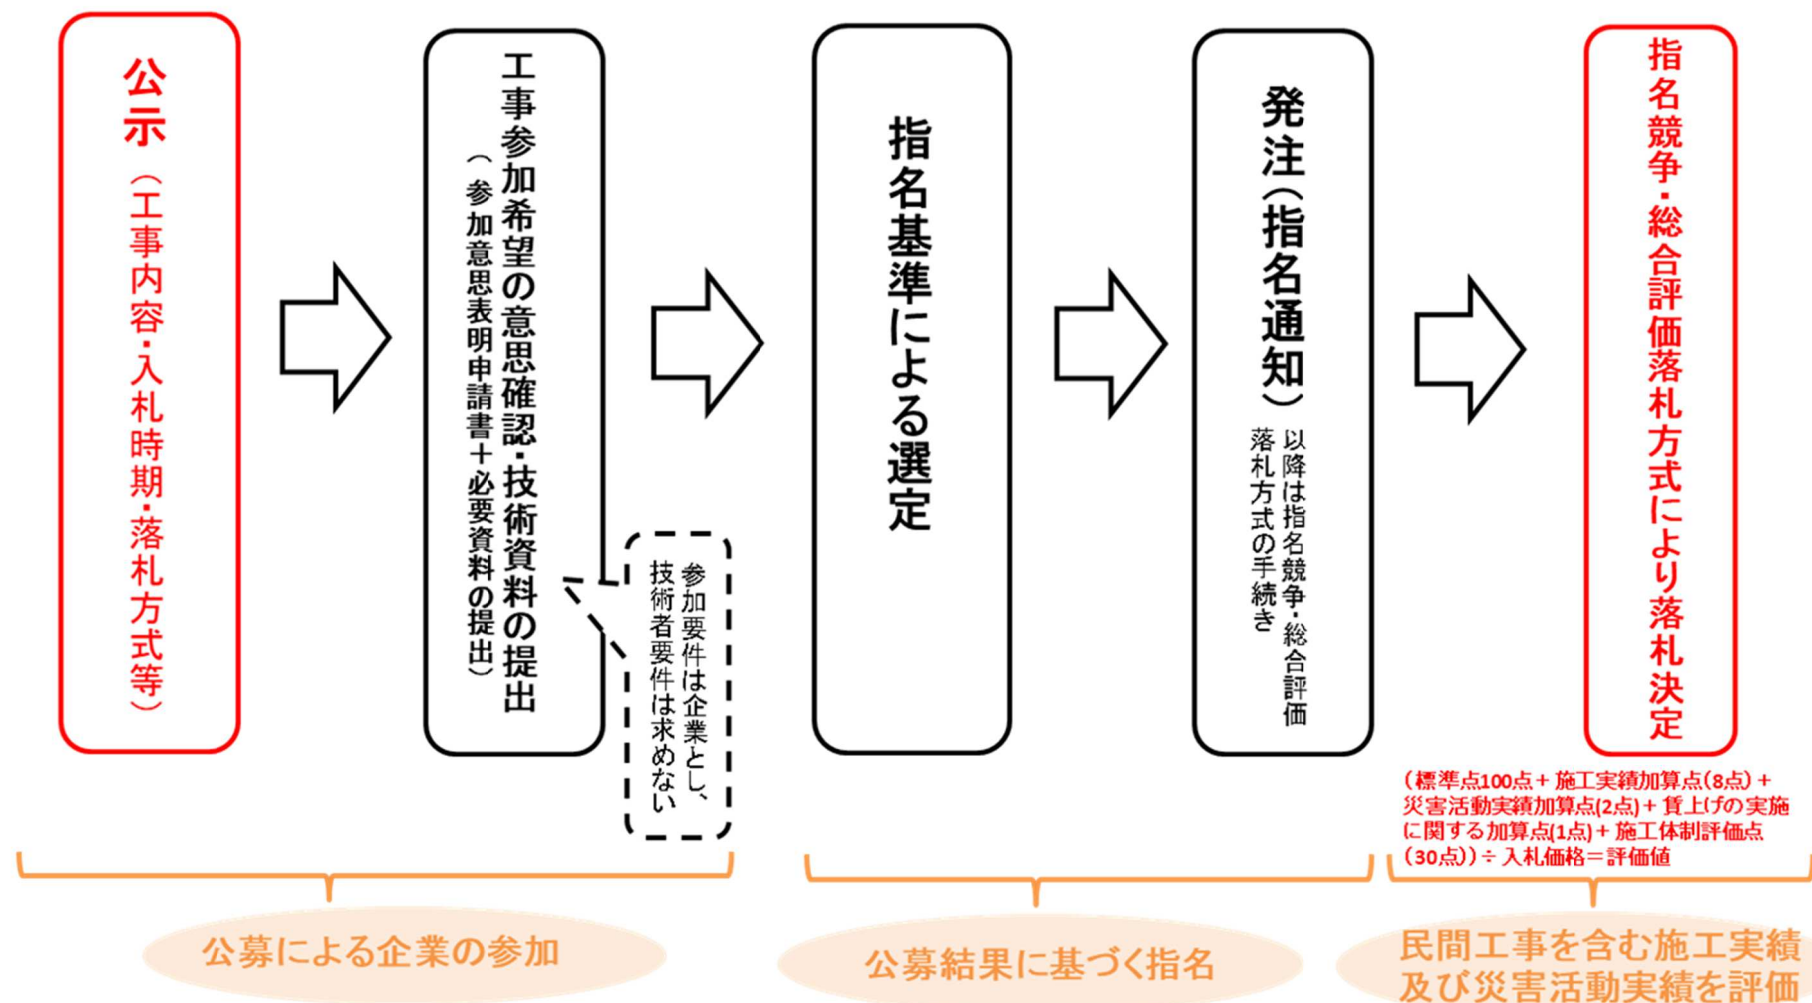 公示（工事内容・入札時期・落札方式等）
工事参加希望の意思確認・技術資料の提出
（参加意思表明申請書＋必要資料の提出）
参加要件は企業とし、
技術者要件は求めない
指名基準による選定
発注（指名通知）
以降は指名競争・総合評価
落札方式の手続き
指名競争・総合評価落札方式により落札決定
（標準点100点＋施工実績加算点(8点)＋
災害活動実績加算点(2点)＋賃上げの実施
に関する加算点(1点)＋施工体制評価点
（30点））÷入札価格＝評価値
公募による企業の参加
公募結果に基づく指名
民間工事を含む施工実績
及び災害活動実績を評価